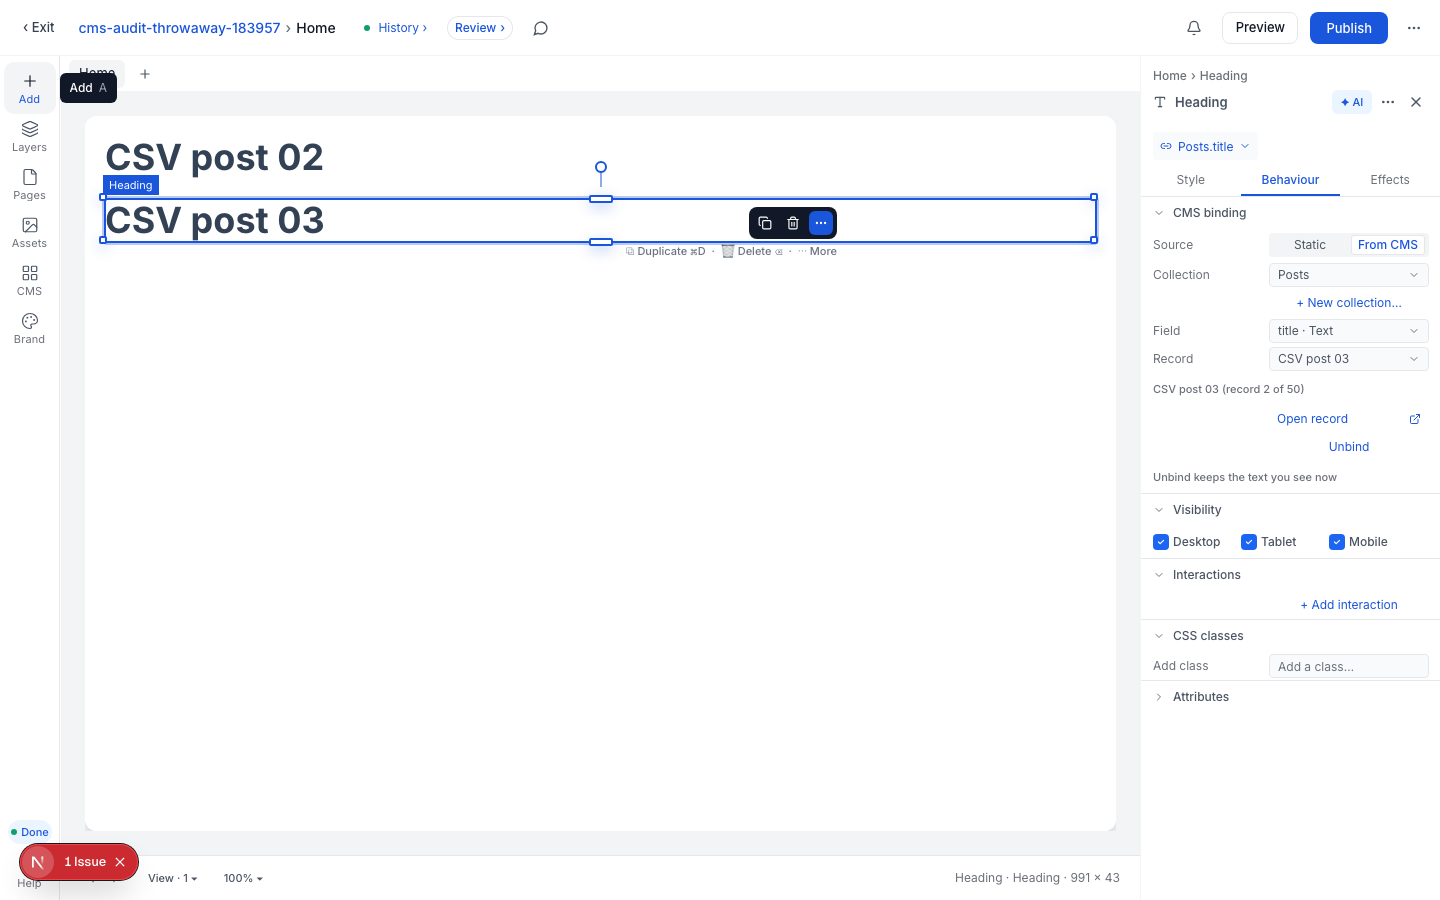 ‹ Exit
cms-audit-throwaway-183957 › Home
History ›
Review ›
Preview
Publish
Add
Add A
Layers
Pages
Assets
CMS
Brand
Done
1 Issue
Help
CSV post 02
Heading
CSV post 03
Duplicate ⌘D · Delete ⌫ · ··· More
View · 1
100%
Heading · Heading · 991 × 43
Home › Heading
Heading
AI
Posts.title
Style
Behaviour
Effects
CMS binding
Source
Static
From CMS
Collection
Posts
+ New collection...
Field
title · Text
Record
CSV post 03
CSV post 03 (record 2 of 50)
Open record
Unbind
Unbind keeps the text you see now
Visibility
Desktop
Tablet
Mobile
Interactions
+ Add interaction
CSS classes
Add class
Add a class...
Attributes